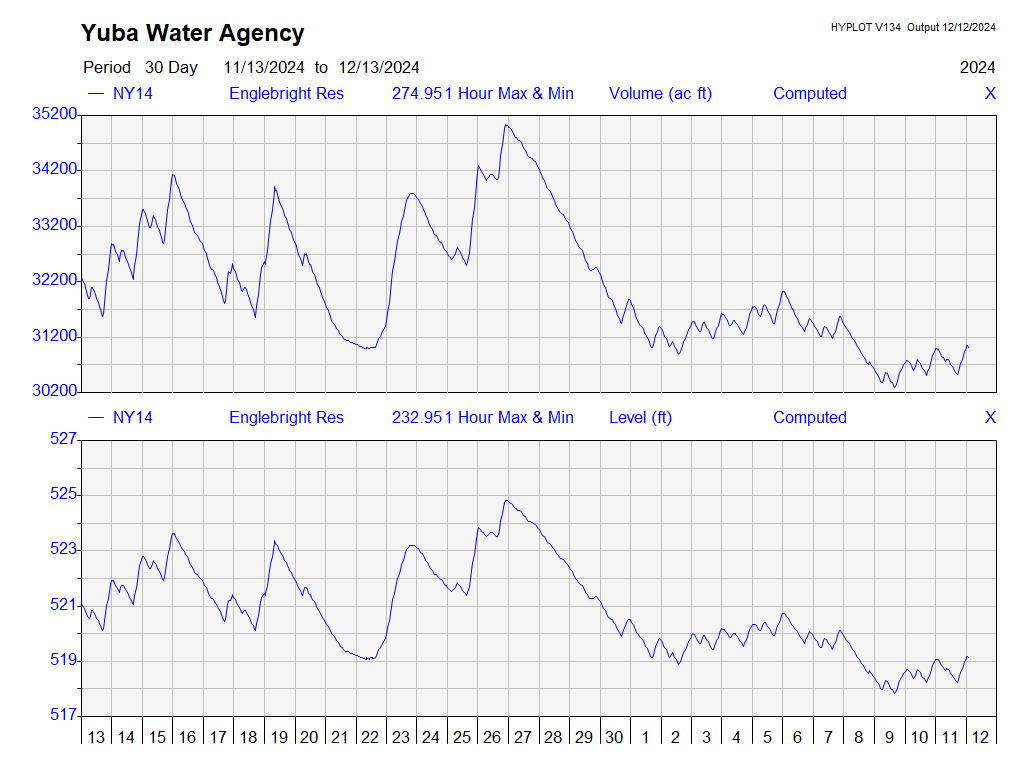 Yuba Water Agency
HYPLOT V134 Output 12/12/2024
Period 30 Day 11/13/2024 to 12/13/2024
2024
NY14 Englebright Res 274.951 Hour Max & Min Volume (ac ft) Computed X
35200
34200
33200
32200
31200
30200
NY14 Englebright Res 232.951 Hour Max & Min Level (ft) Computed X
527
525
523
521
519
517
13 14 15 16 17 18 19 20 21 22 23 24 25 26 27 28 29 30 1 2 3 4 5 6 7 8 9 10 11 12